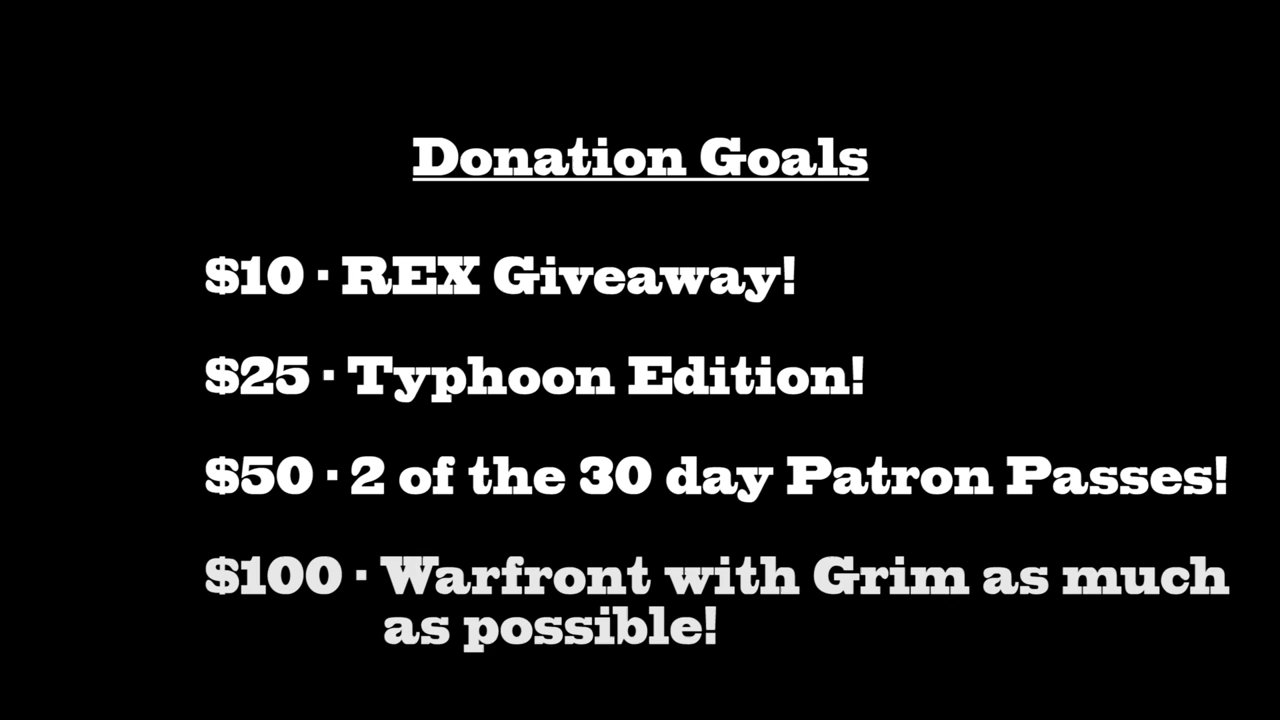 Donation Goals
$10 · REX Giveaway!
$25 · Typhoon Edition!
$50 · 2 of the 30 day Patron Passes!
$100 · Warfront with Grim as much
as possible!